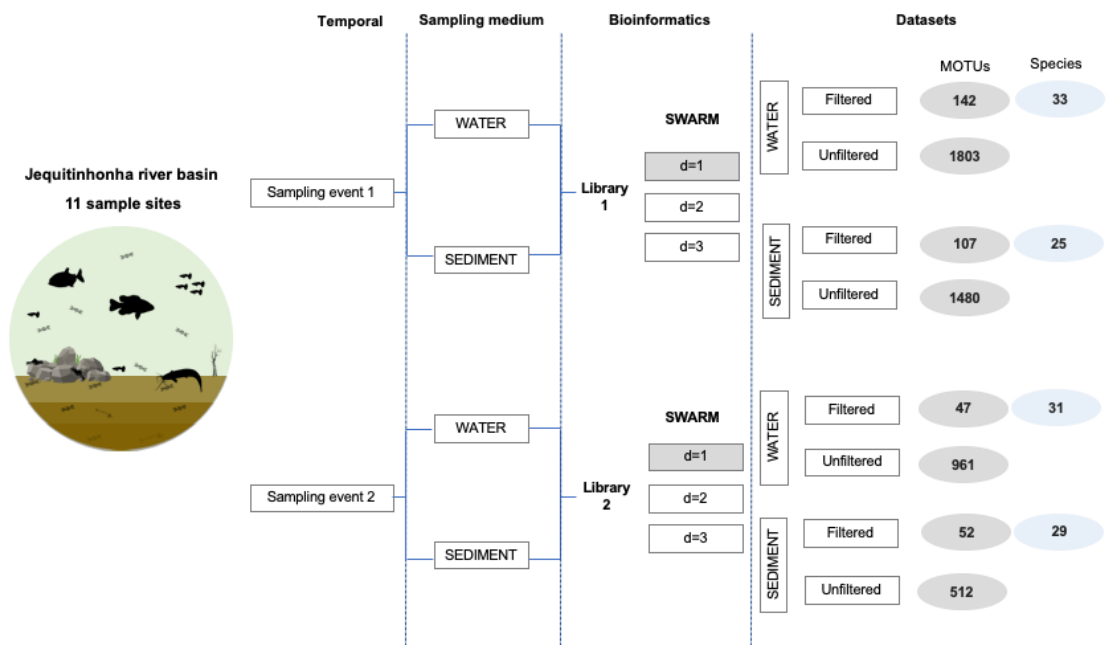 Temporal
Sampling medium
Bioinformatics
Datasets
MOTUs
Species
Jequitinhonha river basin
11 sample sites
Sampling event 1
WATER
SEDIMENT
Library
1
SWARM
d=1
d=2
d=3
WATER
Filtered
142
33
Unfiltered
1803
SEDIMENT
Filtered
107
25
Unfiltered
1480
Sampling event 2
WATER
SEDIMENT
Library
2
SWARM
d=1
d=2
d=3
WATER
Filtered
47
31
Unfiltered
961
SEDIMENT
Filtered
52
29
Unfiltered
512